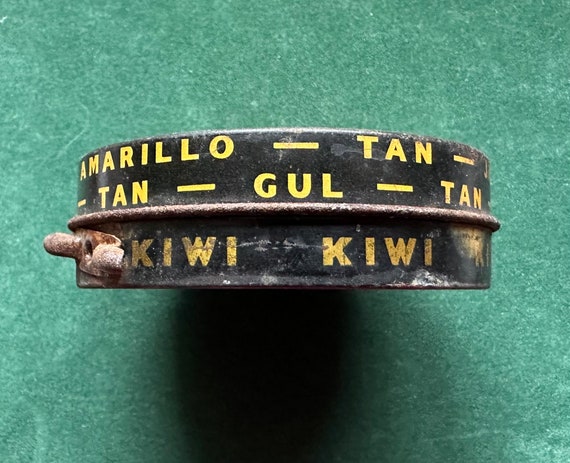 AMARILLO — TAN —
— TAN — GUL — TAN
KIWI KIWI